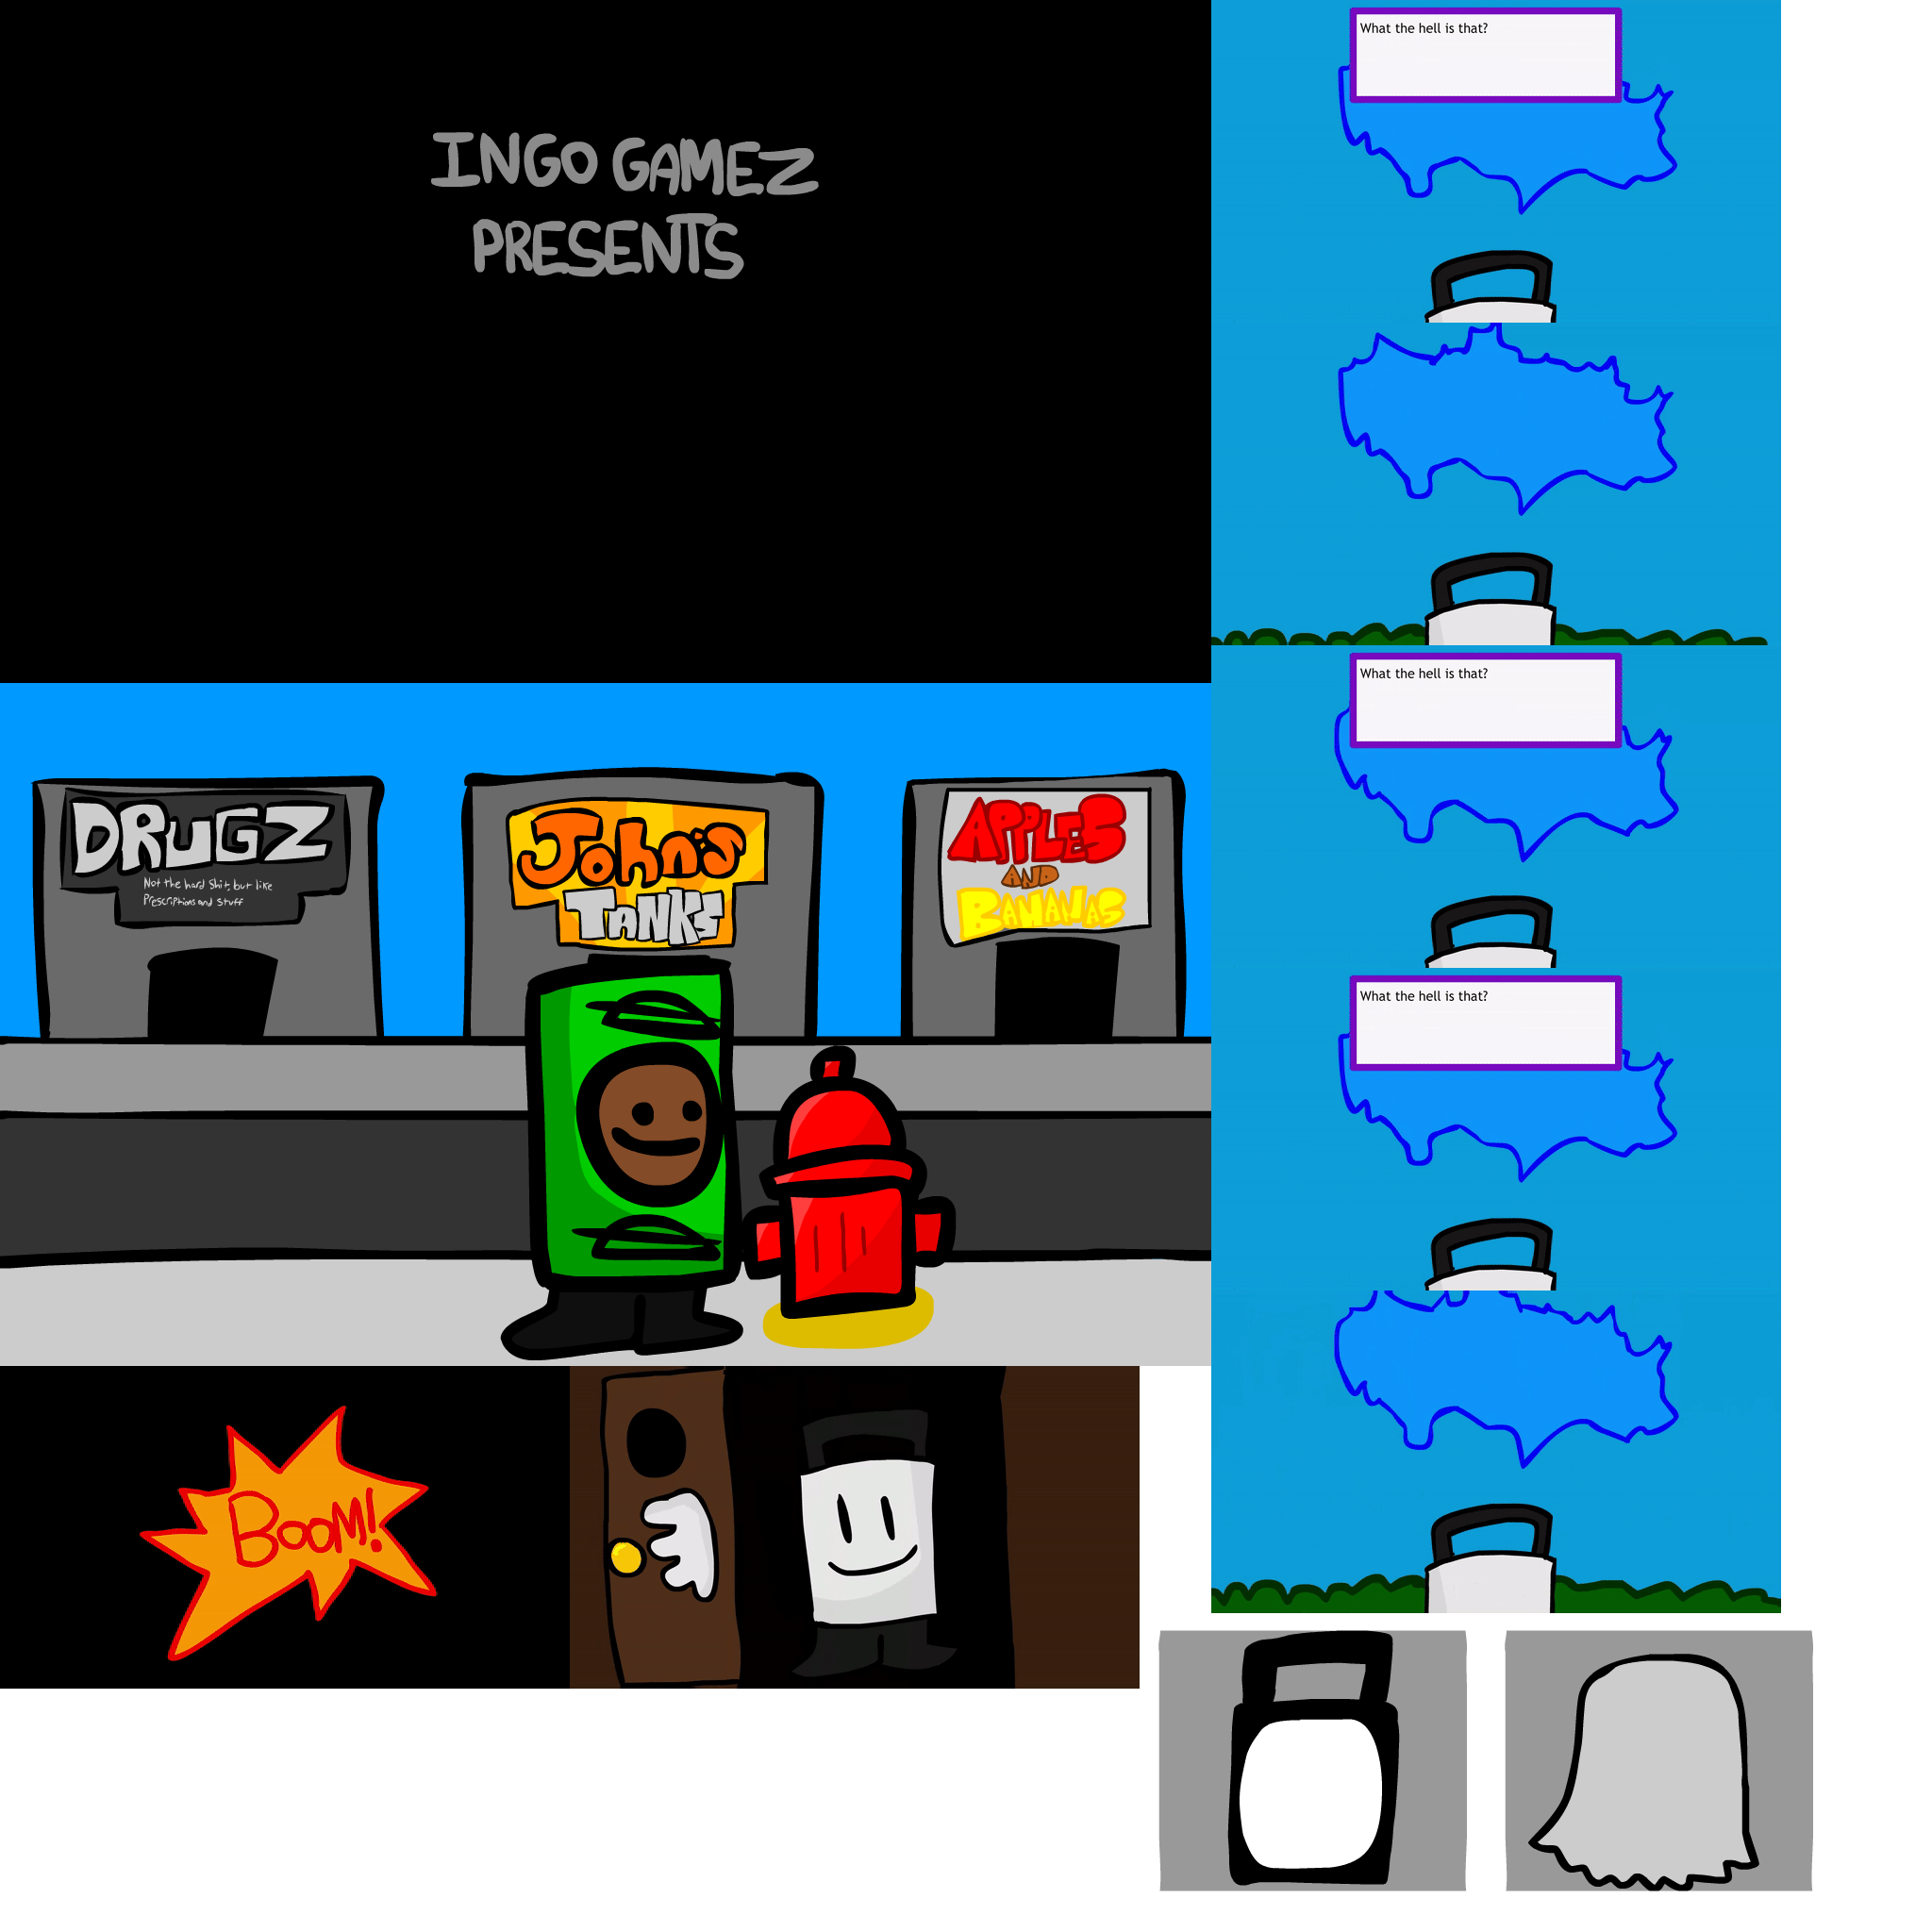 INGO GAMEZ
PRESENTS
What the hell is that?
What the hell is that?
DRUGZ
Not the hard shit, but like
Prescriptions and stuff
John's
TANKS
APPLES
AND
BANANAS
What the hell is that?
BOOM!